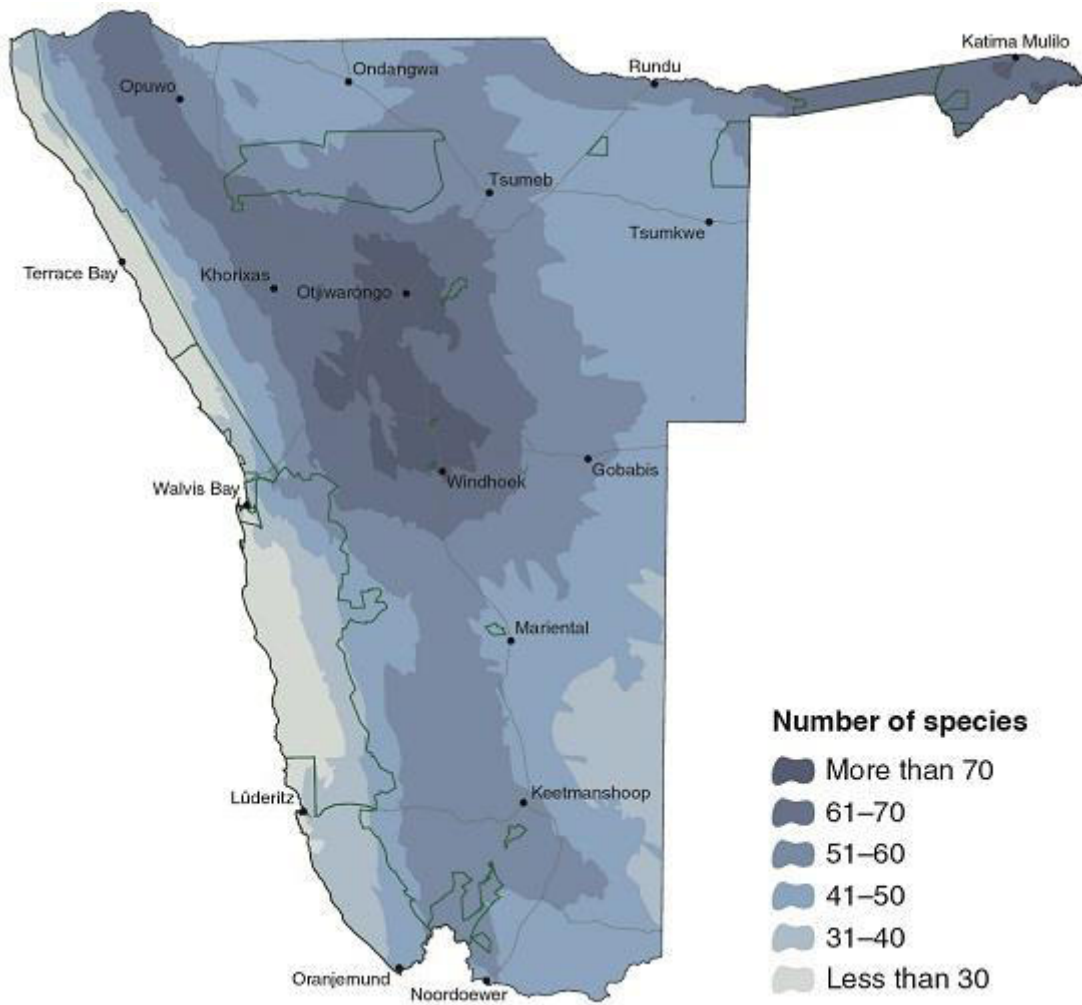 Katima Mulilo
Rundu
Ondangwa
Opuwo
Tsumeb
Tsumkwe
Terrace Bay
Khorixas
Otjiwarongo
Walvis Bay
Windhoek
Gobabis
Mariental
Lûderitz
Keetmanshoop
Oranjemund
Noordoewer
Number of species
More than 70
61–70
51–60
41–50
31–40
Less than 30